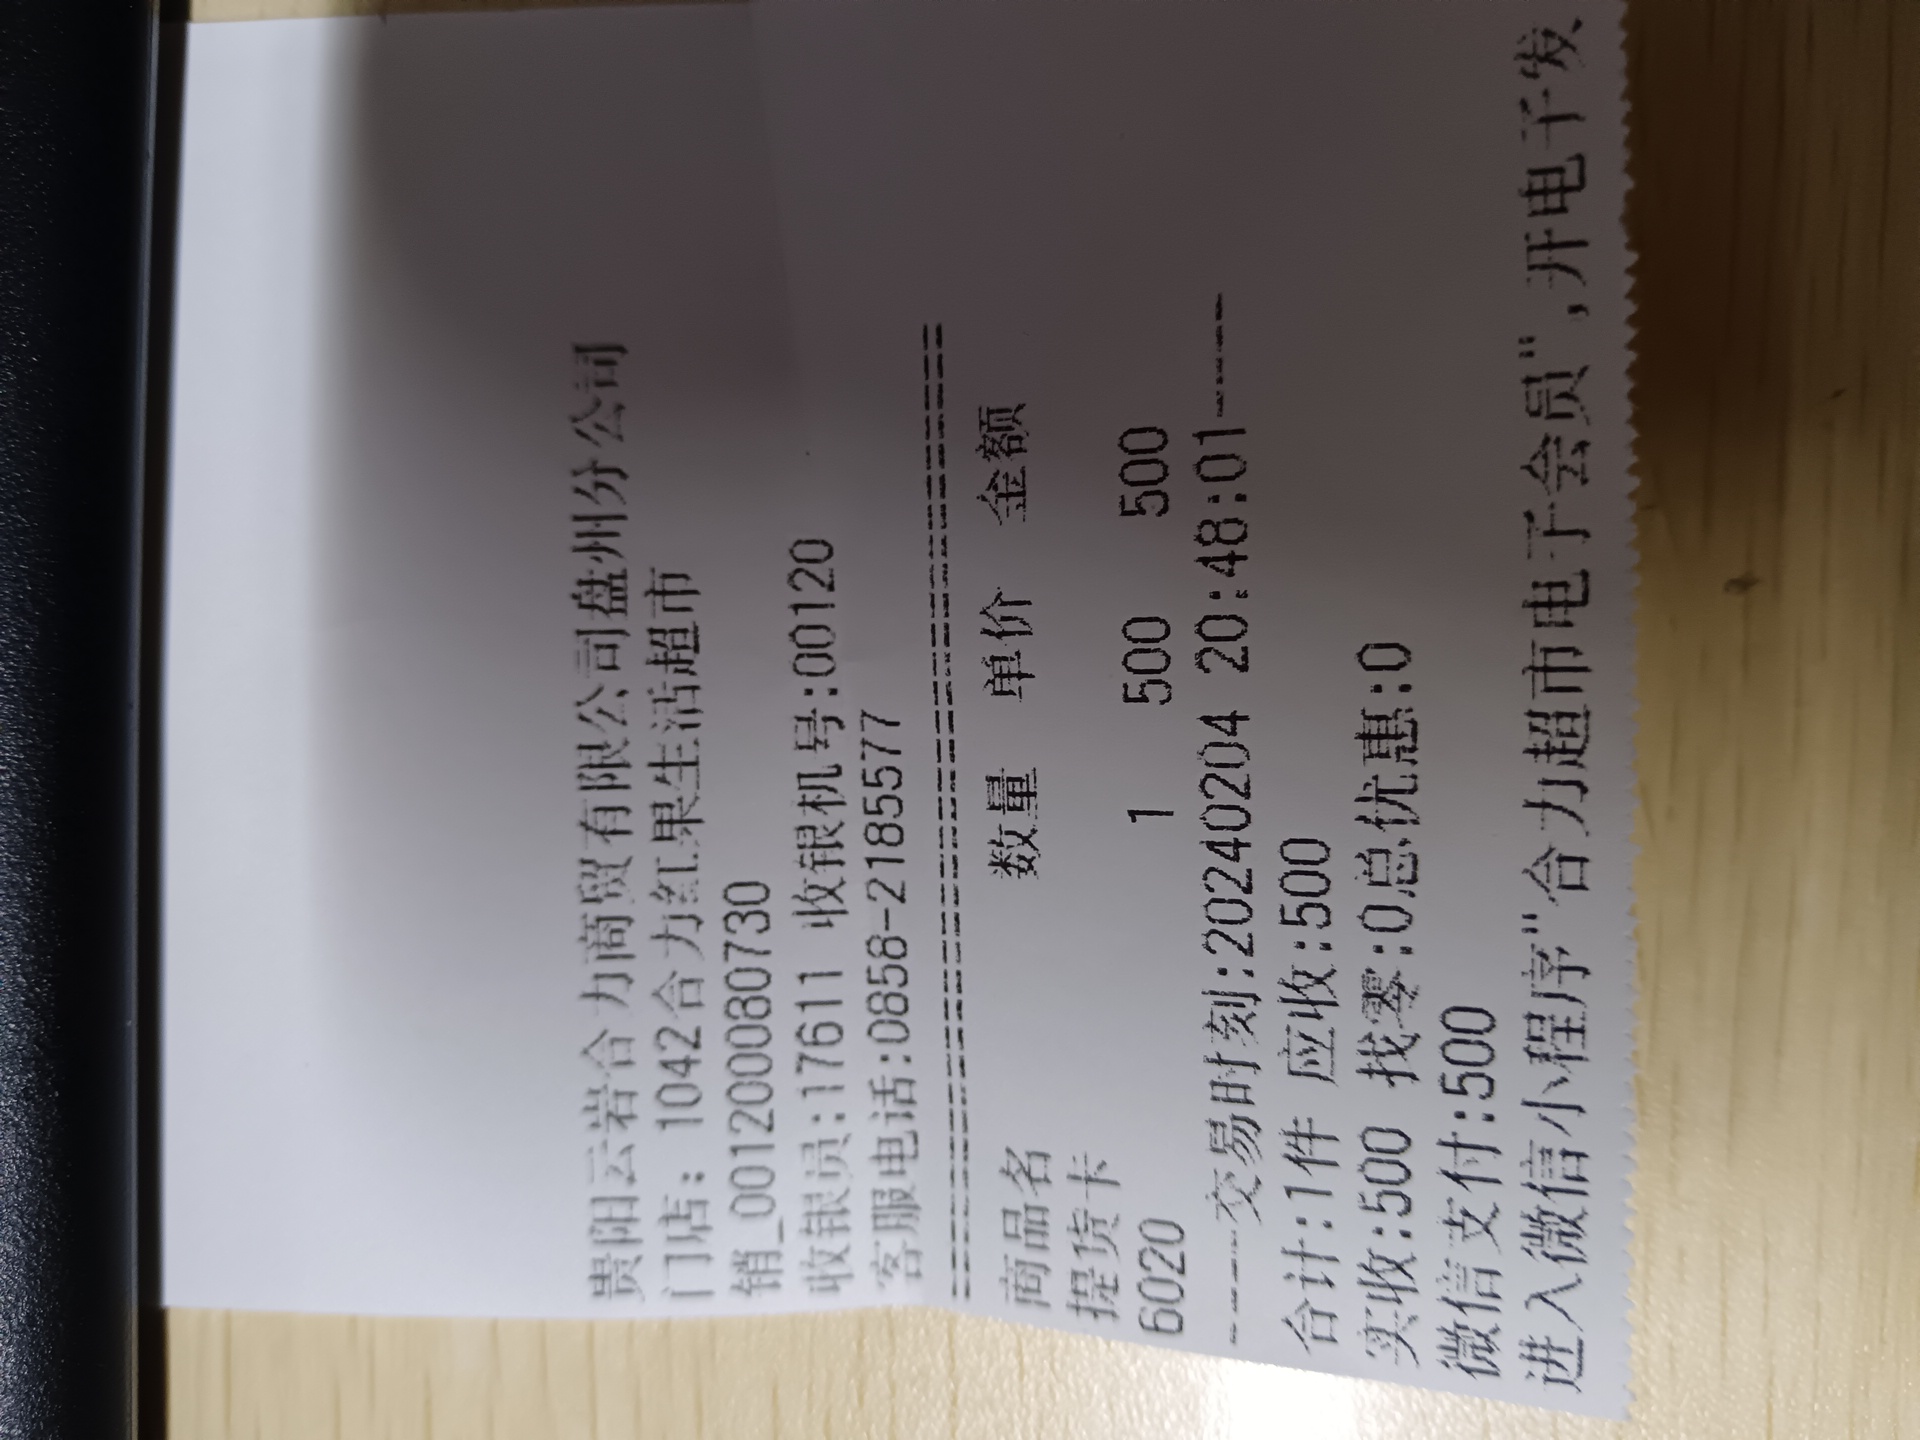 贵阳云岩合力商贸有限公司盘州分公司
门店: 1042合力红果生活超市
销_001200080730
收银员:17611 收银机号:00120
客服电话:0858-2185577
================================
商品名 数量 单价 金额
提货卡
6020 1 500 500
----交易时刻:20240204 20:48:01----
合计:1件 应收:500
实收:500 找零:0总优惠:0
微信支付:500
进入微信小程序"合力超市电子会员",开电子发